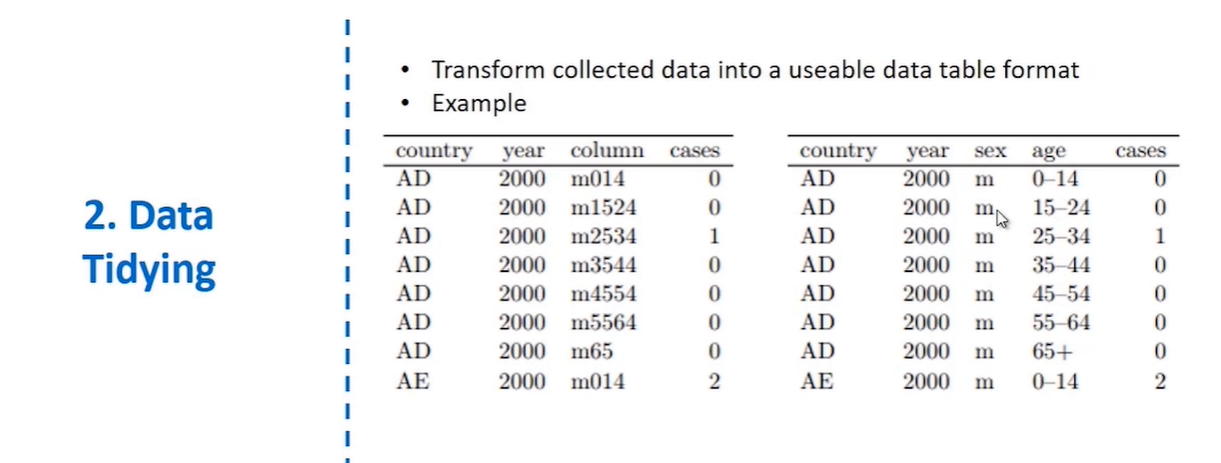 2. Data
Tidying
• Transform collected data into a useable data table format
• Example
country year column cases
AD 2000 m014 0
AD 2000 m1524 0
AD 2000 m2534 1
AD 2000 m3544 0
AD 2000 m4554 0
AD 2000 m5564 0
AD 2000 m65 0
AE 2000 m014 2
country year sex age cases
AD 2000 m 0–14 0
AD 2000 m 15–24 0
AD 2000 m 25–34 1
AD 2000 m 35–44 0
AD 2000 m 45–54 0
AD 2000 m 55–64 0
AD 2000 m 65+ 0
AE 2000 m 0–14 2